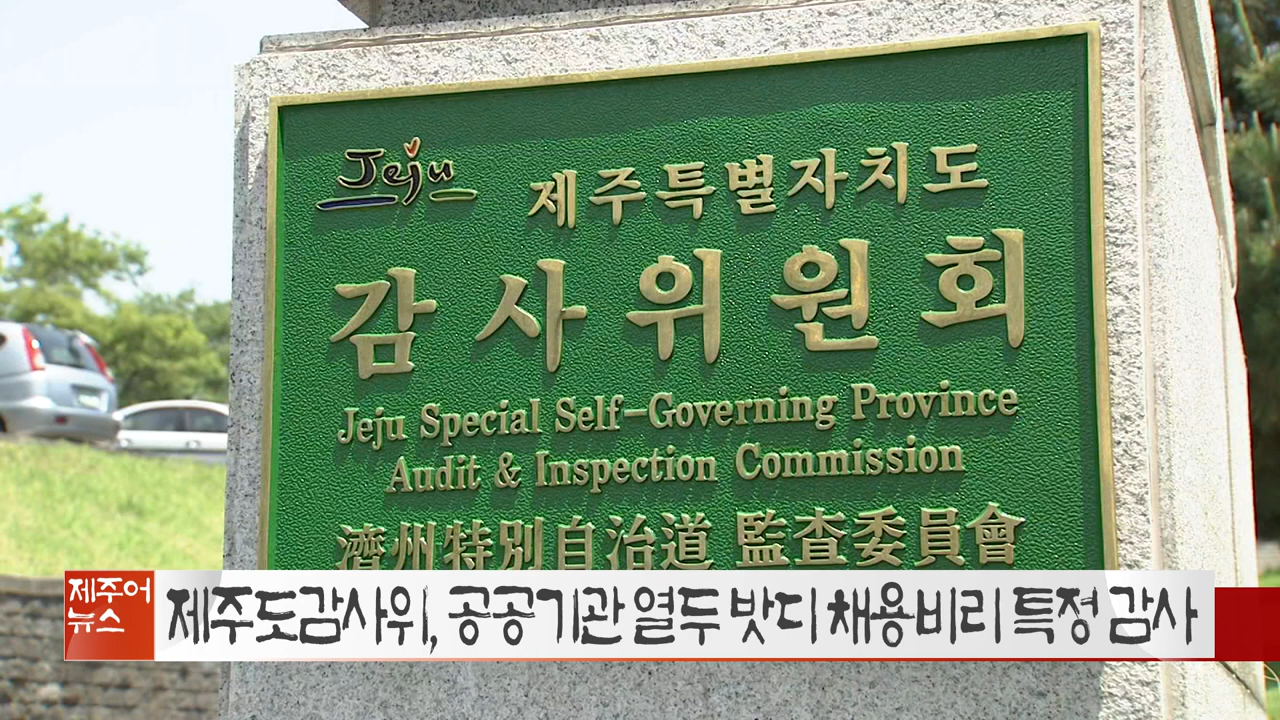 Jeju 제주특별자치도
감사위원회
Jeju Special Self-Governing Province
Audit & Inspection Commission
濟州特別自治道 監査委員會
제주어
뉴스
제주도감사위, 공공기관 열두 밧디 채용비리 특정 감사